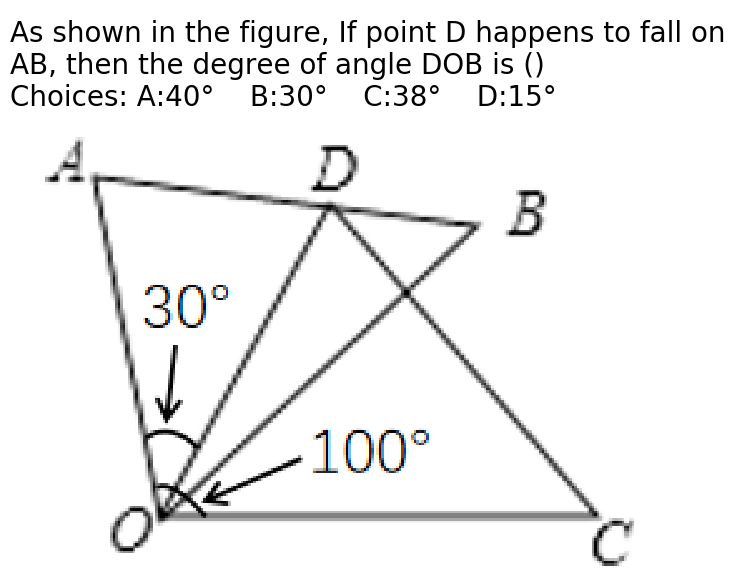 As shown in the figure, If point D happens to fall on
AB, then the degree of angle DOB is ()
Choices: A:40° B:30° C:38° D:15°
A
D
B
30°
100°
O
C